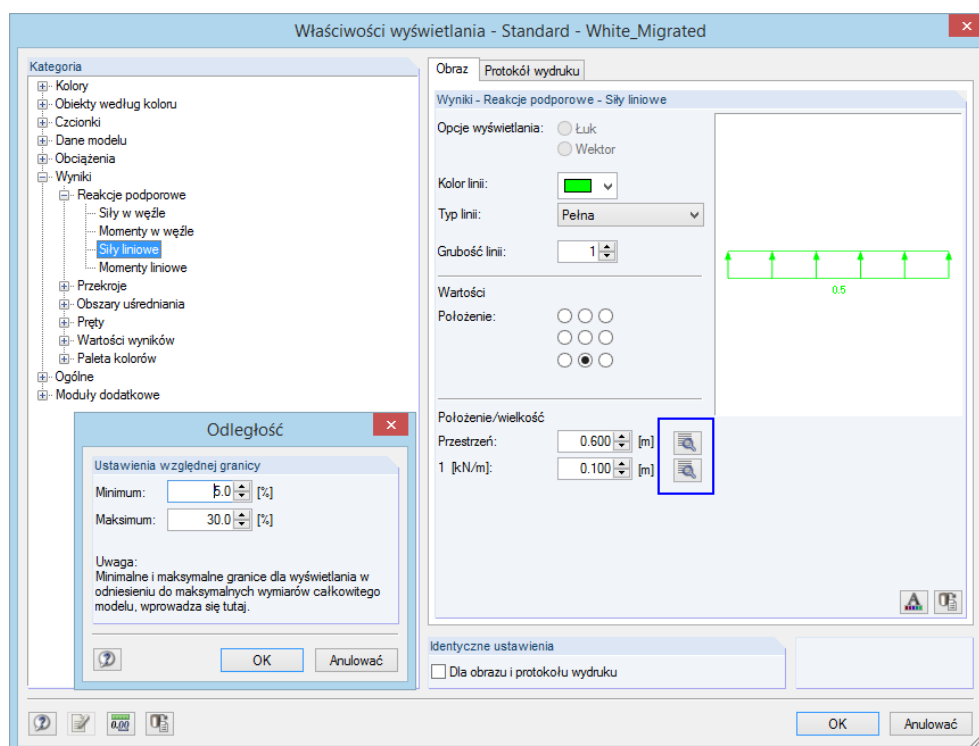 Właściwości wyświetlania - Standard - White_Migrated
Kategoria
Kolory
Obiekty według koloru
Czcionki
Dane modelu
Obciążenia
Wyniki
Reakcje podporowe
Siły w węźle
Momenty w węźle
Siły liniowe
Momenty liniowe
Przekroje
Obszary uśredniania
Pręty
Wartości wyników
Paleta kolorów
Ogólne
Moduły dodatkowe
Obraz
Protokół wydruku
Wyniki - Reakcje podporowe - Siły liniowe
Opcje wyświetlania:
Łuk
Wektor
Kolor linii:
Typ linii:
Pełna
Grubość linii:
1
Wartości
Położenie:
Położenie/wielkość
Przestrzeń:
0.600
[m]
1 [kN/m]:
0.100
[m]
0.5
Odległość
Ustawienia względnej granicy
Minimum:
5.0
[%]
Maksimum:
30.0
[%]
Uwaga:
Minimalne i maksymalne granice dla wyświetlania w
odniesieniu do maksymalnych wymiarów całkowitego
modelu, wprowadza się tutaj.
OK
Anulować
Identyczne ustawienia
Dla obrazu i protokołu wydruku
0.00
OK
Anulować